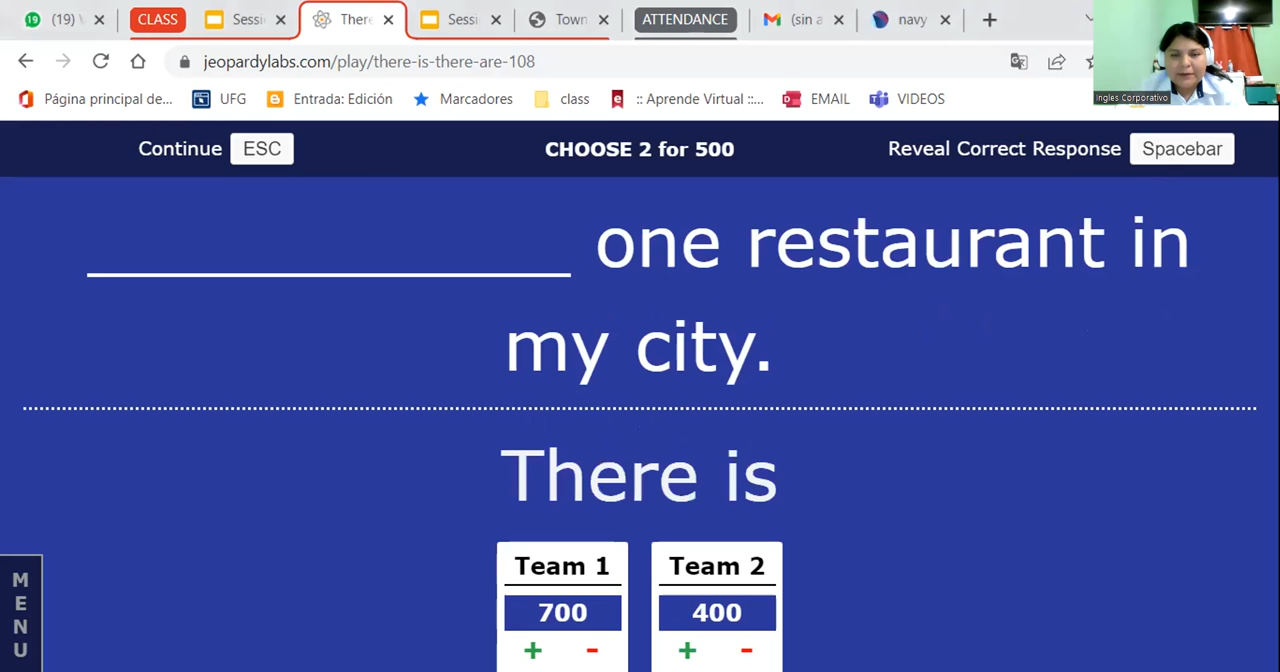 19 (19) W CLASS Sessi There Sessi Town ATTENDANCE (sin a navy
jeopardylabs.com/play/there-is-there-are-108
Página principal de... UFG Entrada: Edición Marcadores class :: Aprende Virtual ::... EMAIL VIDEOS
Ingles Corporativo
Continue ESC CHOOSE 2 for 500 Reveal Correct Response Spacebar
____________ one restaurant in
my city.
There is
Team 1 Team 2
700 400
+ - + -
MENU